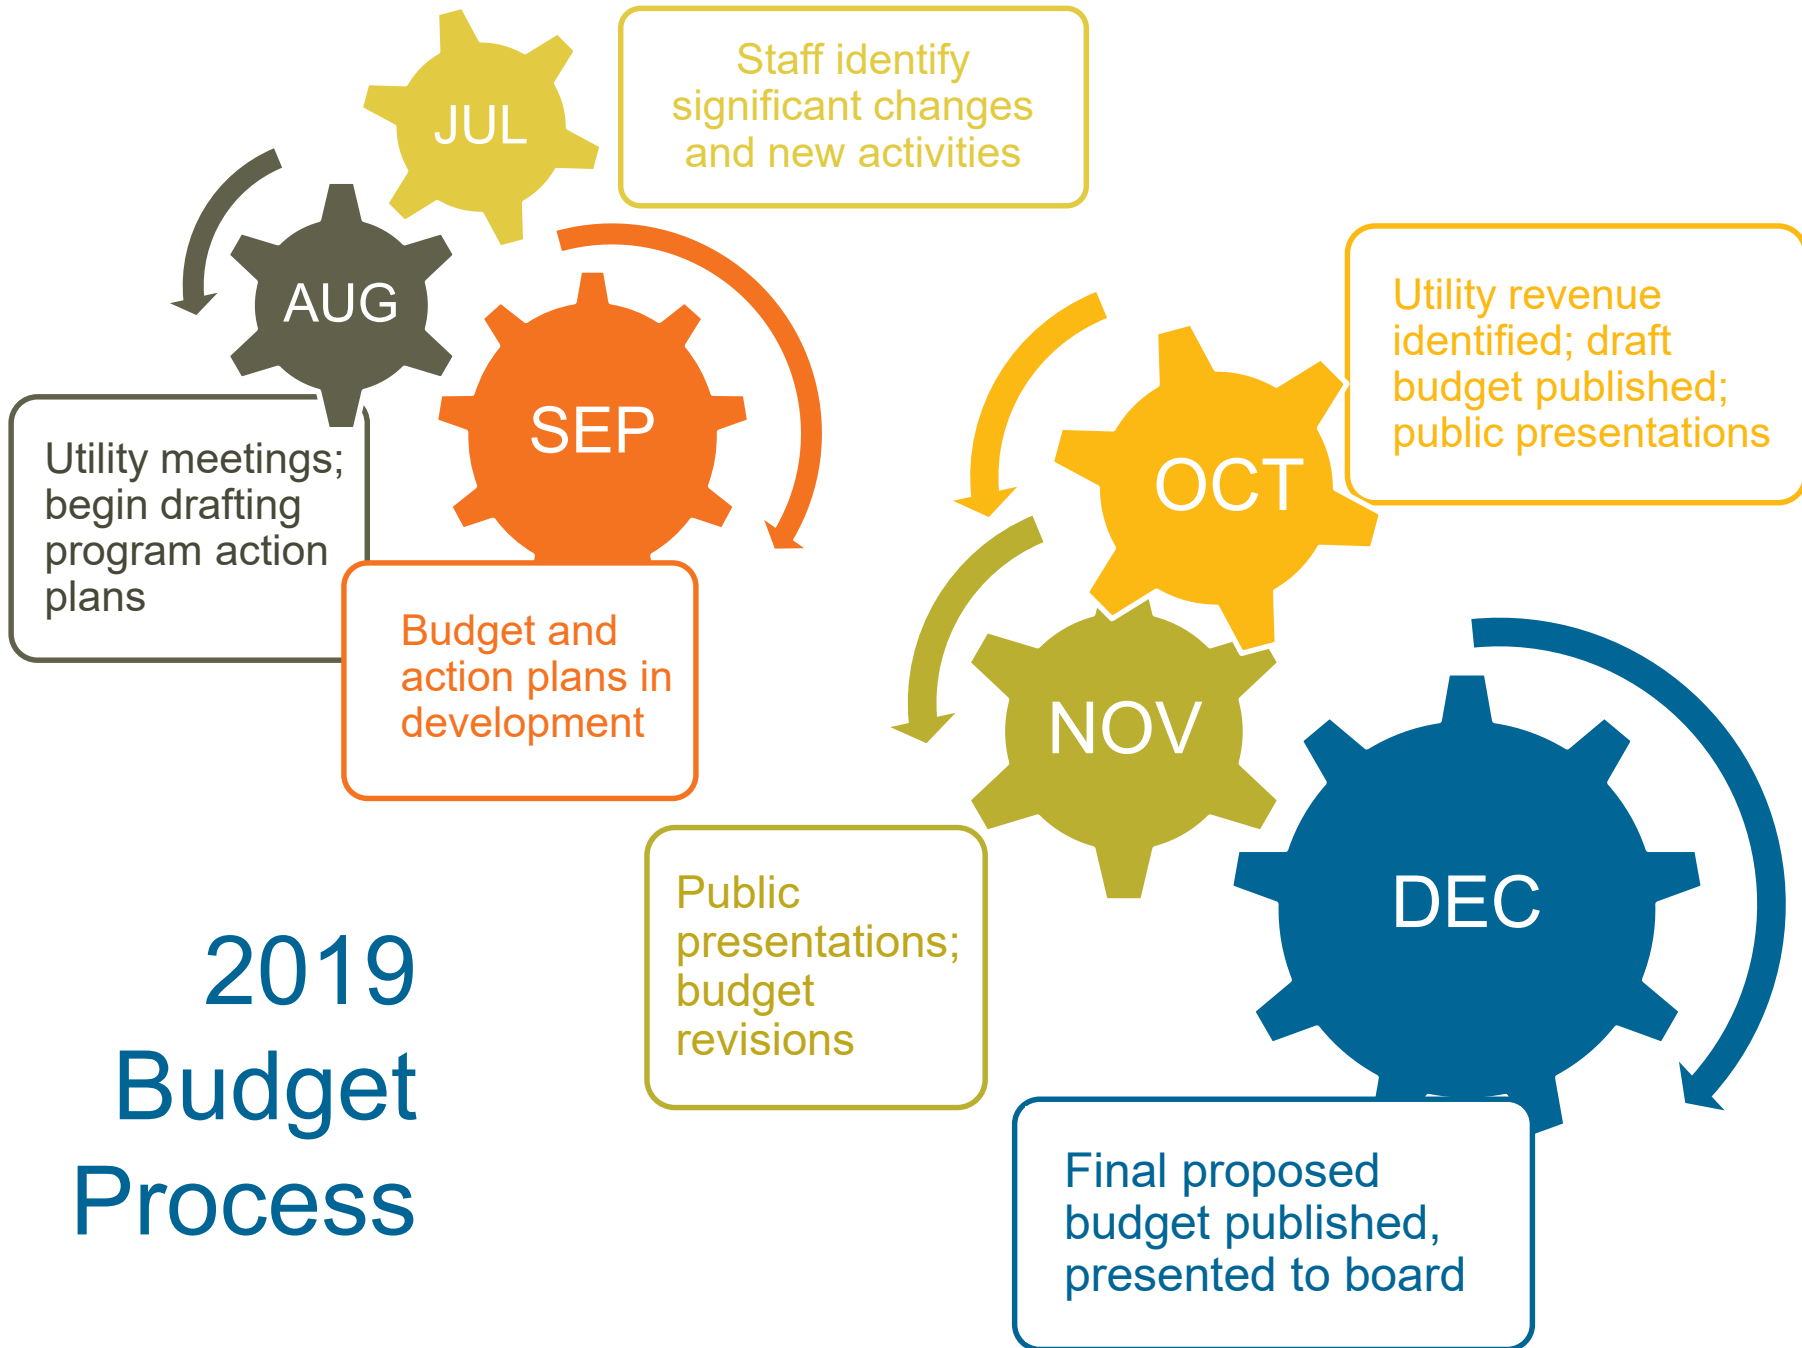 JUL
Staff identify
significant changes
and new activities
AUG
Utility meetings;
begin drafting
program action
plans
SEP
Budget and
action plans in
development
OCT
Utility revenue
identified; draft
budget published;
public presentations
NOV
Public
presentations;
budget
revisions
DEC
Final proposed
budget published,
presented to board
2019
Budget
Process